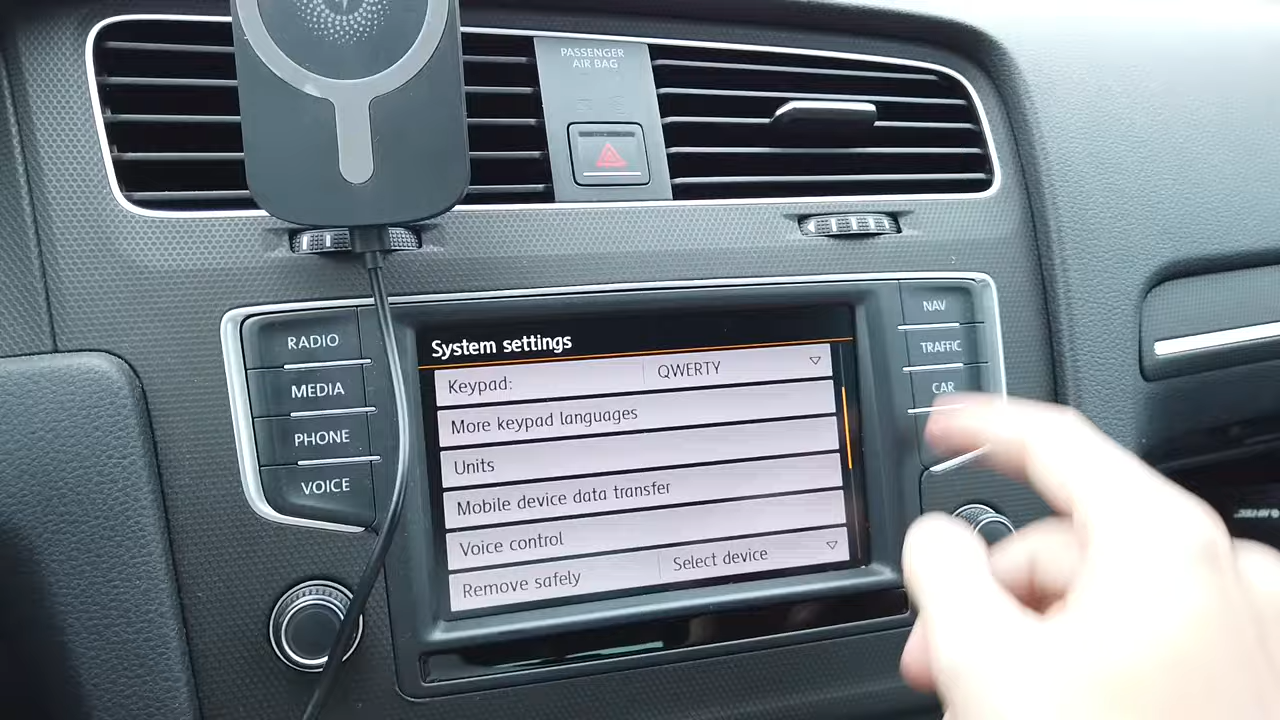 PASSENGER
AIR BAG
RADIO
MEDIA
PHONE
VOICE
System settings
Keypad: QWERTY
More keypad languages
Units
Mobile device data transfer
Voice control
Remove safely Select device
NAV
TRAFFIC
CAR